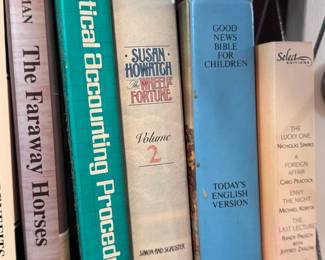 MAN
The Faraway Horses
tical Accounting Proced
SUSAN
HOWATCH
The WHEEL OF
FORTUNE
Volume
2
SIMON AND SCHUSTER
GOOD
NEWS
BIBLE
FOR
CHILDREN
TODAY'S
ENGLISH
VERSION
Select
EDITIONS
THE
LUCKY ONE
NICHOLAS SPARKS
A
FOREIGN
AFFAIR
CARO PEACOCK
ENVY
THE NIGHT
MICHAEL KORYTA
THE
LAST LECTURE
RANDY PAUSCH
WITH
JEFFREY ZASLOW